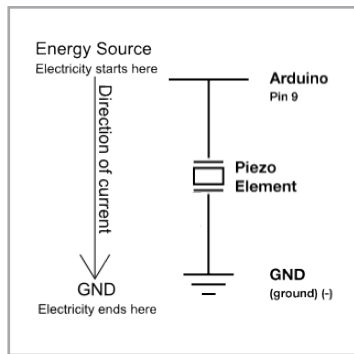 Energy Source
Electricity starts here
Direction of current
GND
Electricity ends here
Arduino
Pin 9
Piezo
Element
GND
(ground) (-)